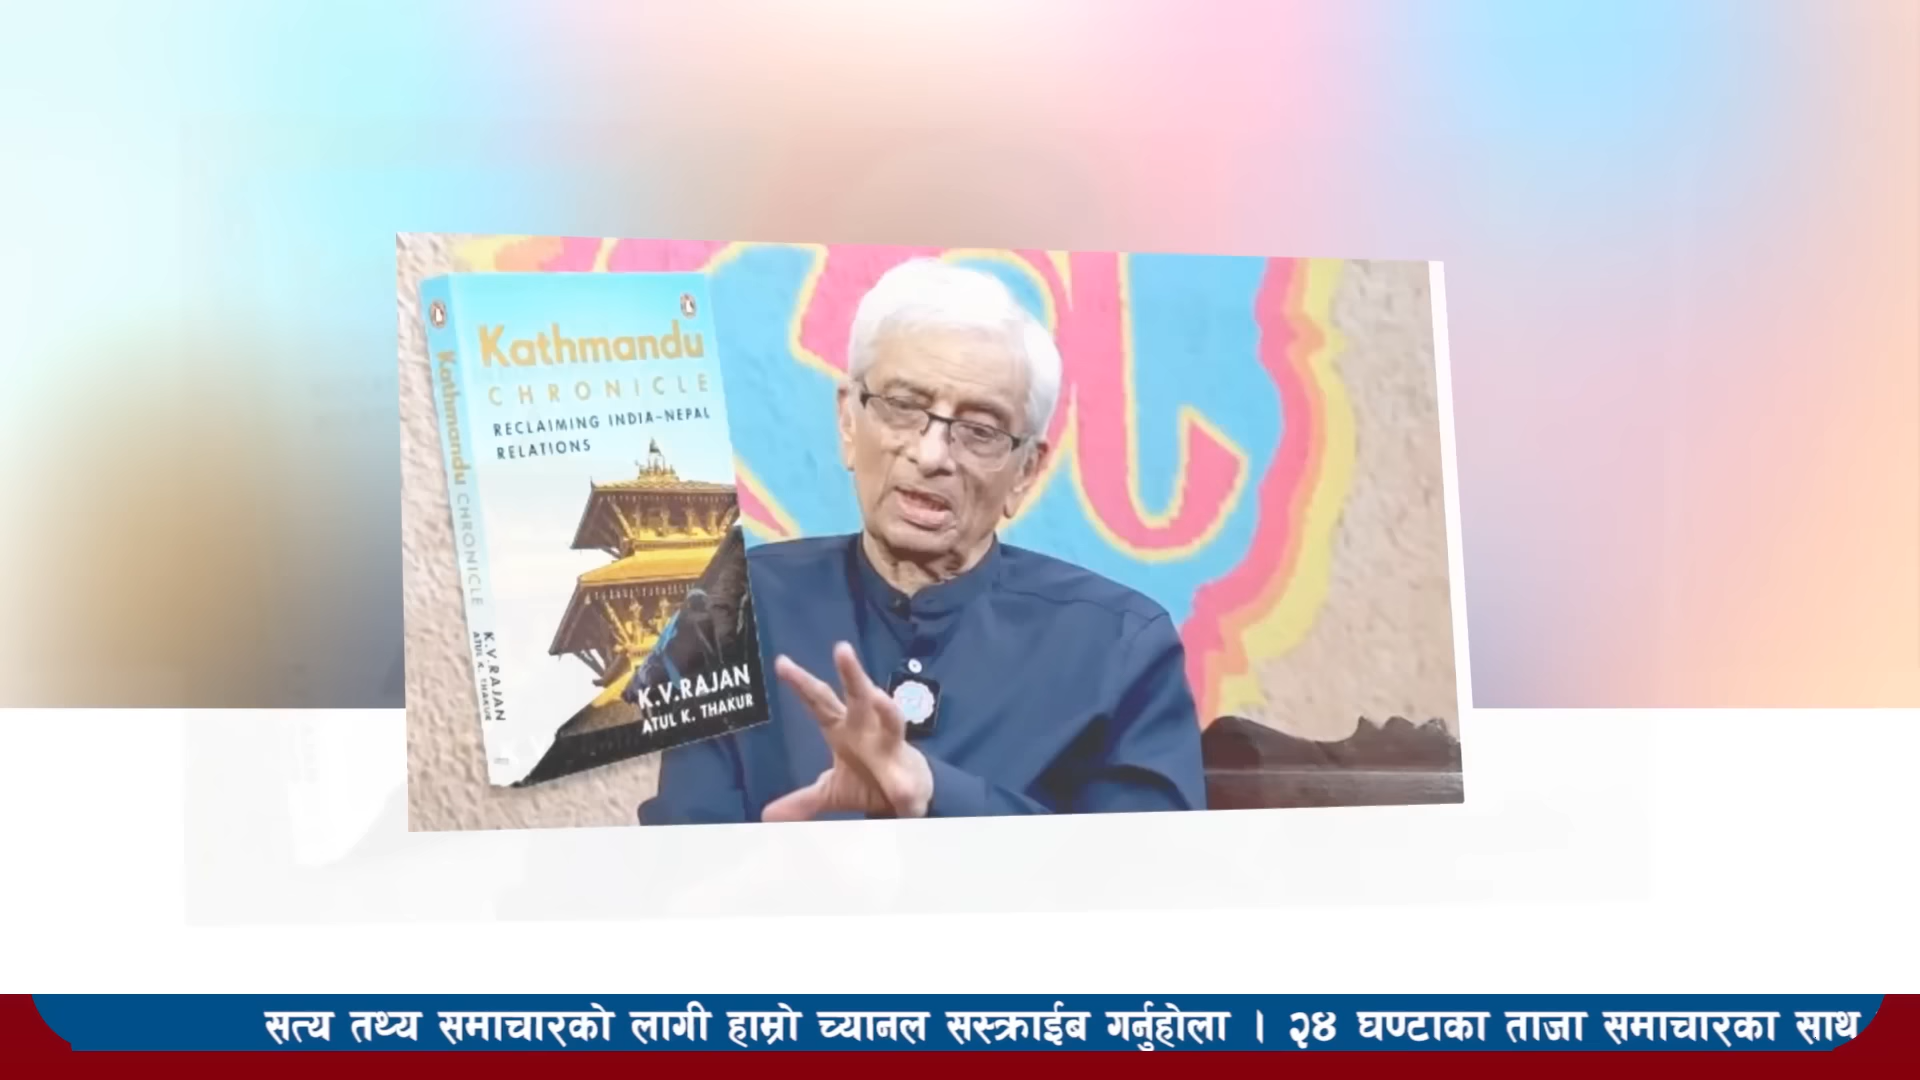 Kathmandu
CHRONICLE
RECLAIMING INDIA–NEPAL
RELATIONS
K.V.RAJAN
ATUL K. THAKUR
Kathmandu CHRONICLE
K.V.RAJAN
ATUL K. THAKUR
सत्य तथ्य समाचारको लागी हाम्रो च्यानल सस्क्राईब गर्नुहोला । २४ घण्टाका ताजा समाचारका साथ